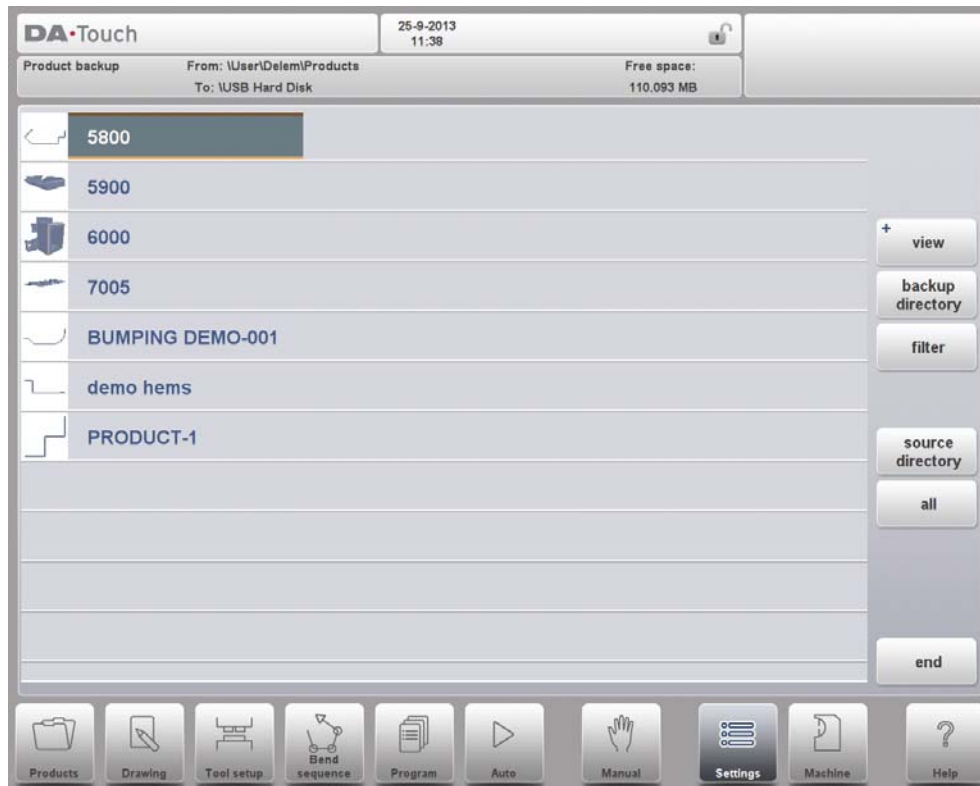 DA·Touch
25-9-2013
11:38
Product backup From: \User\Delem\Products Free space:
To: \USB Hard Disk 110.093 MB
5800
5900
6000
7005
BUMPING DEMO-001
demo hems
PRODUCT-1
+ view
backup
directory
filter
source
directory
all
end
Products
Drawing
Tool setup
Bend
sequence
Program
Auto
Manual
Settings
Machine
? Help